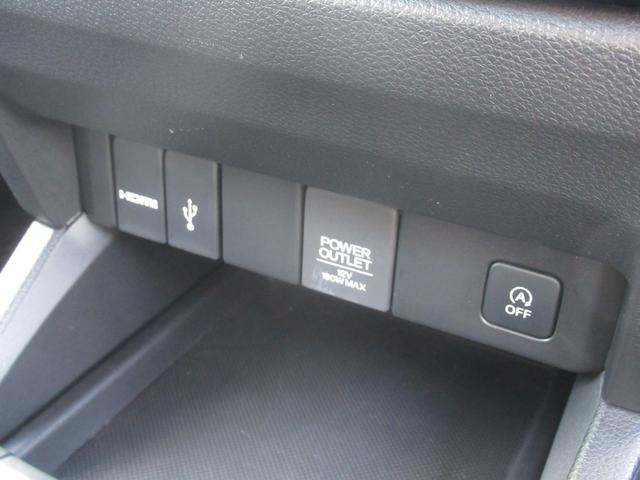 HDMI
POWER
OUTLET
12V
180W MAX
A
OFF